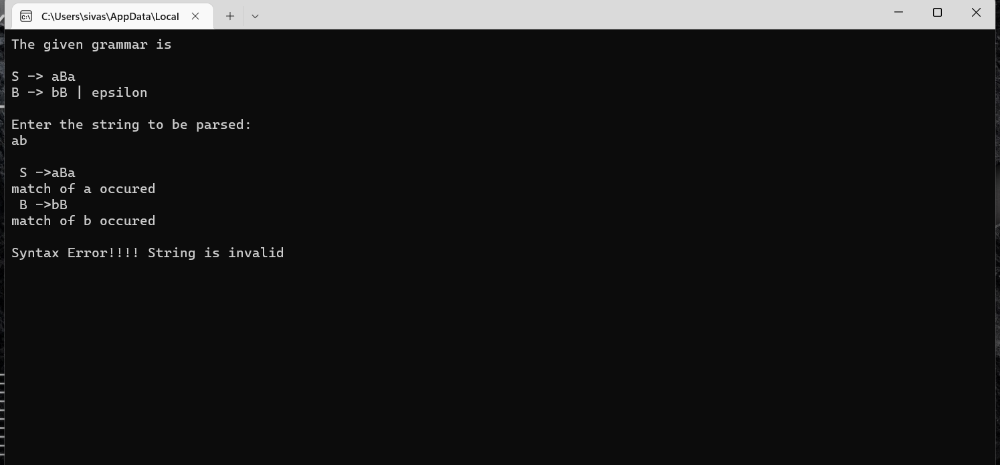 C:\Users\sivas\AppData\Local
The given grammar is
S -> aBa
B -> bB | epsilon
Enter the string to be parsed:
ab
S ->aBa
match of a occured
B ->bB
match of b occured
Syntax Error!!!! String is invalid